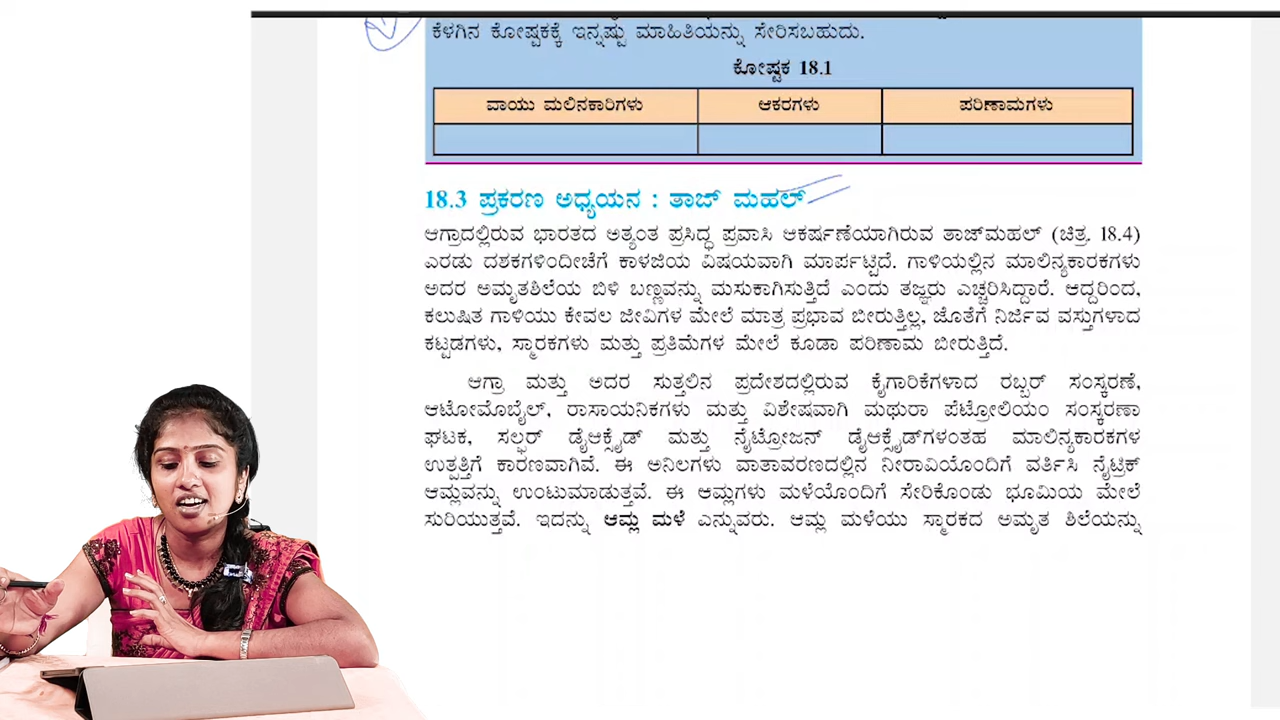 ಕೆಳಗಿನ ಕೋಷ್ಟಕಕ್ಕೆ ಇನ್ನಷ್ಟು ಮಾಹಿತಿಯನ್ನು ಸೇರಿಸಬಹುದು.
ಕೋಷ್ಟಕ 18.1
ವಾಯು ಮಲಿನಕಾರಿಗಳು ಆಕರಗಳು ಪರಿಣಾಮಗಳು
18.3 ಪ್ರಕರಣ ಅಧ್ಯಯನ : ತಾಜ್ ಮಹಲ್
ಆಗ್ರಾದಲ್ಲಿರುವ ಭಾರತದ ಅತ್ಯಂತ ಪ್ರಸಿದ್ಧ ಪ್ರವಾಸಿ ಆಕರ್ಷಣೆಯಾಗಿರುವ ತಾಜ್‌ಮಹಲ್ (ಚಿತ್ರ. 18.4)
ಎರಡು ದಶಕಗಳಿಂದೀಚೆಗೆ ಕಾಳಜಿಯ ವಿಷಯವಾಗಿ ಮಾರ್ಪಟ್ಟಿದೆ. ಗಾಳಿಯಲ್ಲಿನ ಮಾಲಿನ್ಯಕಾರಕಗಳು
ಅದರ ಅಮೃತಶಿಲೆಯ ಬಿಳಿ ಬಣ್ಣವನ್ನು ಮಸುಕಾಗಿಸುತ್ತಿದೆ ಎಂದು ತಜ್ಞರು ಎಚ್ಚರಿಸಿದ್ದಾರೆ. ಆದ್ದರಿಂದ,
ಕಲುಷಿತ ಗಾಳಿಯು ಕೇವಲ ಜೀವಿಗಳ ಮೇಲೆ ಮಾತ್ರ ಪ್ರಭಾವ ಬೀರುತ್ತಿಲ್ಲ, ಜೊತೆಗೆ ನಿರ್ಜಿವ ವಸ್ತುಗಳಾದ
ಕಟ್ಟಡಗಳು, ಸ್ಮಾರಕಗಳು ಮತ್ತು ಪ್ರತಿಮೆಗಳ ಮೇಲೆ ಕೂಡಾ ಪರಿಣಾಮ ಬೀರುತ್ತಿದೆ.
ಆಗ್ರಾ ಮತ್ತು ಅದರ ಸುತ್ತಲಿನ ಪ್ರದೇಶದಲ್ಲಿರುವ ಕೈಗಾರಿಕೆಗಳಾದ ರಬ್ಬರ್ ಸಂಸ್ಕರಣೆ,
ಆಟೋಮೊಬೈಲ್, ರಾಸಾಯನಿಕಗಳು ಮತ್ತು ವಿಶೇಷವಾಗಿ ಮಥುರಾ ಪೆಟ್ರೋಲಿಯಂ ಸಂಸ್ಕರಣಾ
ಘಟಕ, ಸಲ್ಫರ್ ಡೈಆಕ್ಸೈಡ್ ಮತ್ತು ನೈಟ್ರೋಜನ್ ಡೈಆಕ್ಸೈಡ್‌ಗಳಂತಹ ಮಾಲಿನ್ಯಕಾರಕಗಳ
ಉತ್ಪತ್ತಿಗೆ ಕಾರಣವಾಗಿವೆ. ಈ ಅನಿಲಗಳು ವಾತಾವರಣದಲ್ಲಿನ ನೀರಾವಿಯೊಂದಿಗೆ ವರ್ತಿಸಿ ನೈಟ್ರಿಕ್
ಆಮ್ಲವನ್ನು ಉಂಟುಮಾಡುತ್ತವೆ. ಈ ಆಮ್ಲಗಳು ಮಳೆಯೊಂದಿಗೆ ಸೇರಿಕೊಂಡು ಭೂಮಿಯ ಮೇಲೆ
ಸುರಿಯುತ್ತವೆ. ಇದನ್ನು ಆಮ್ಲ ಮಳೆ ಎನ್ನುವರು. ಆಮ್ಲ ಮಳೆಯು ಸ್ಮಾರಕದ ಅಮೃತ ಶಿಲೆಯನ್ನು